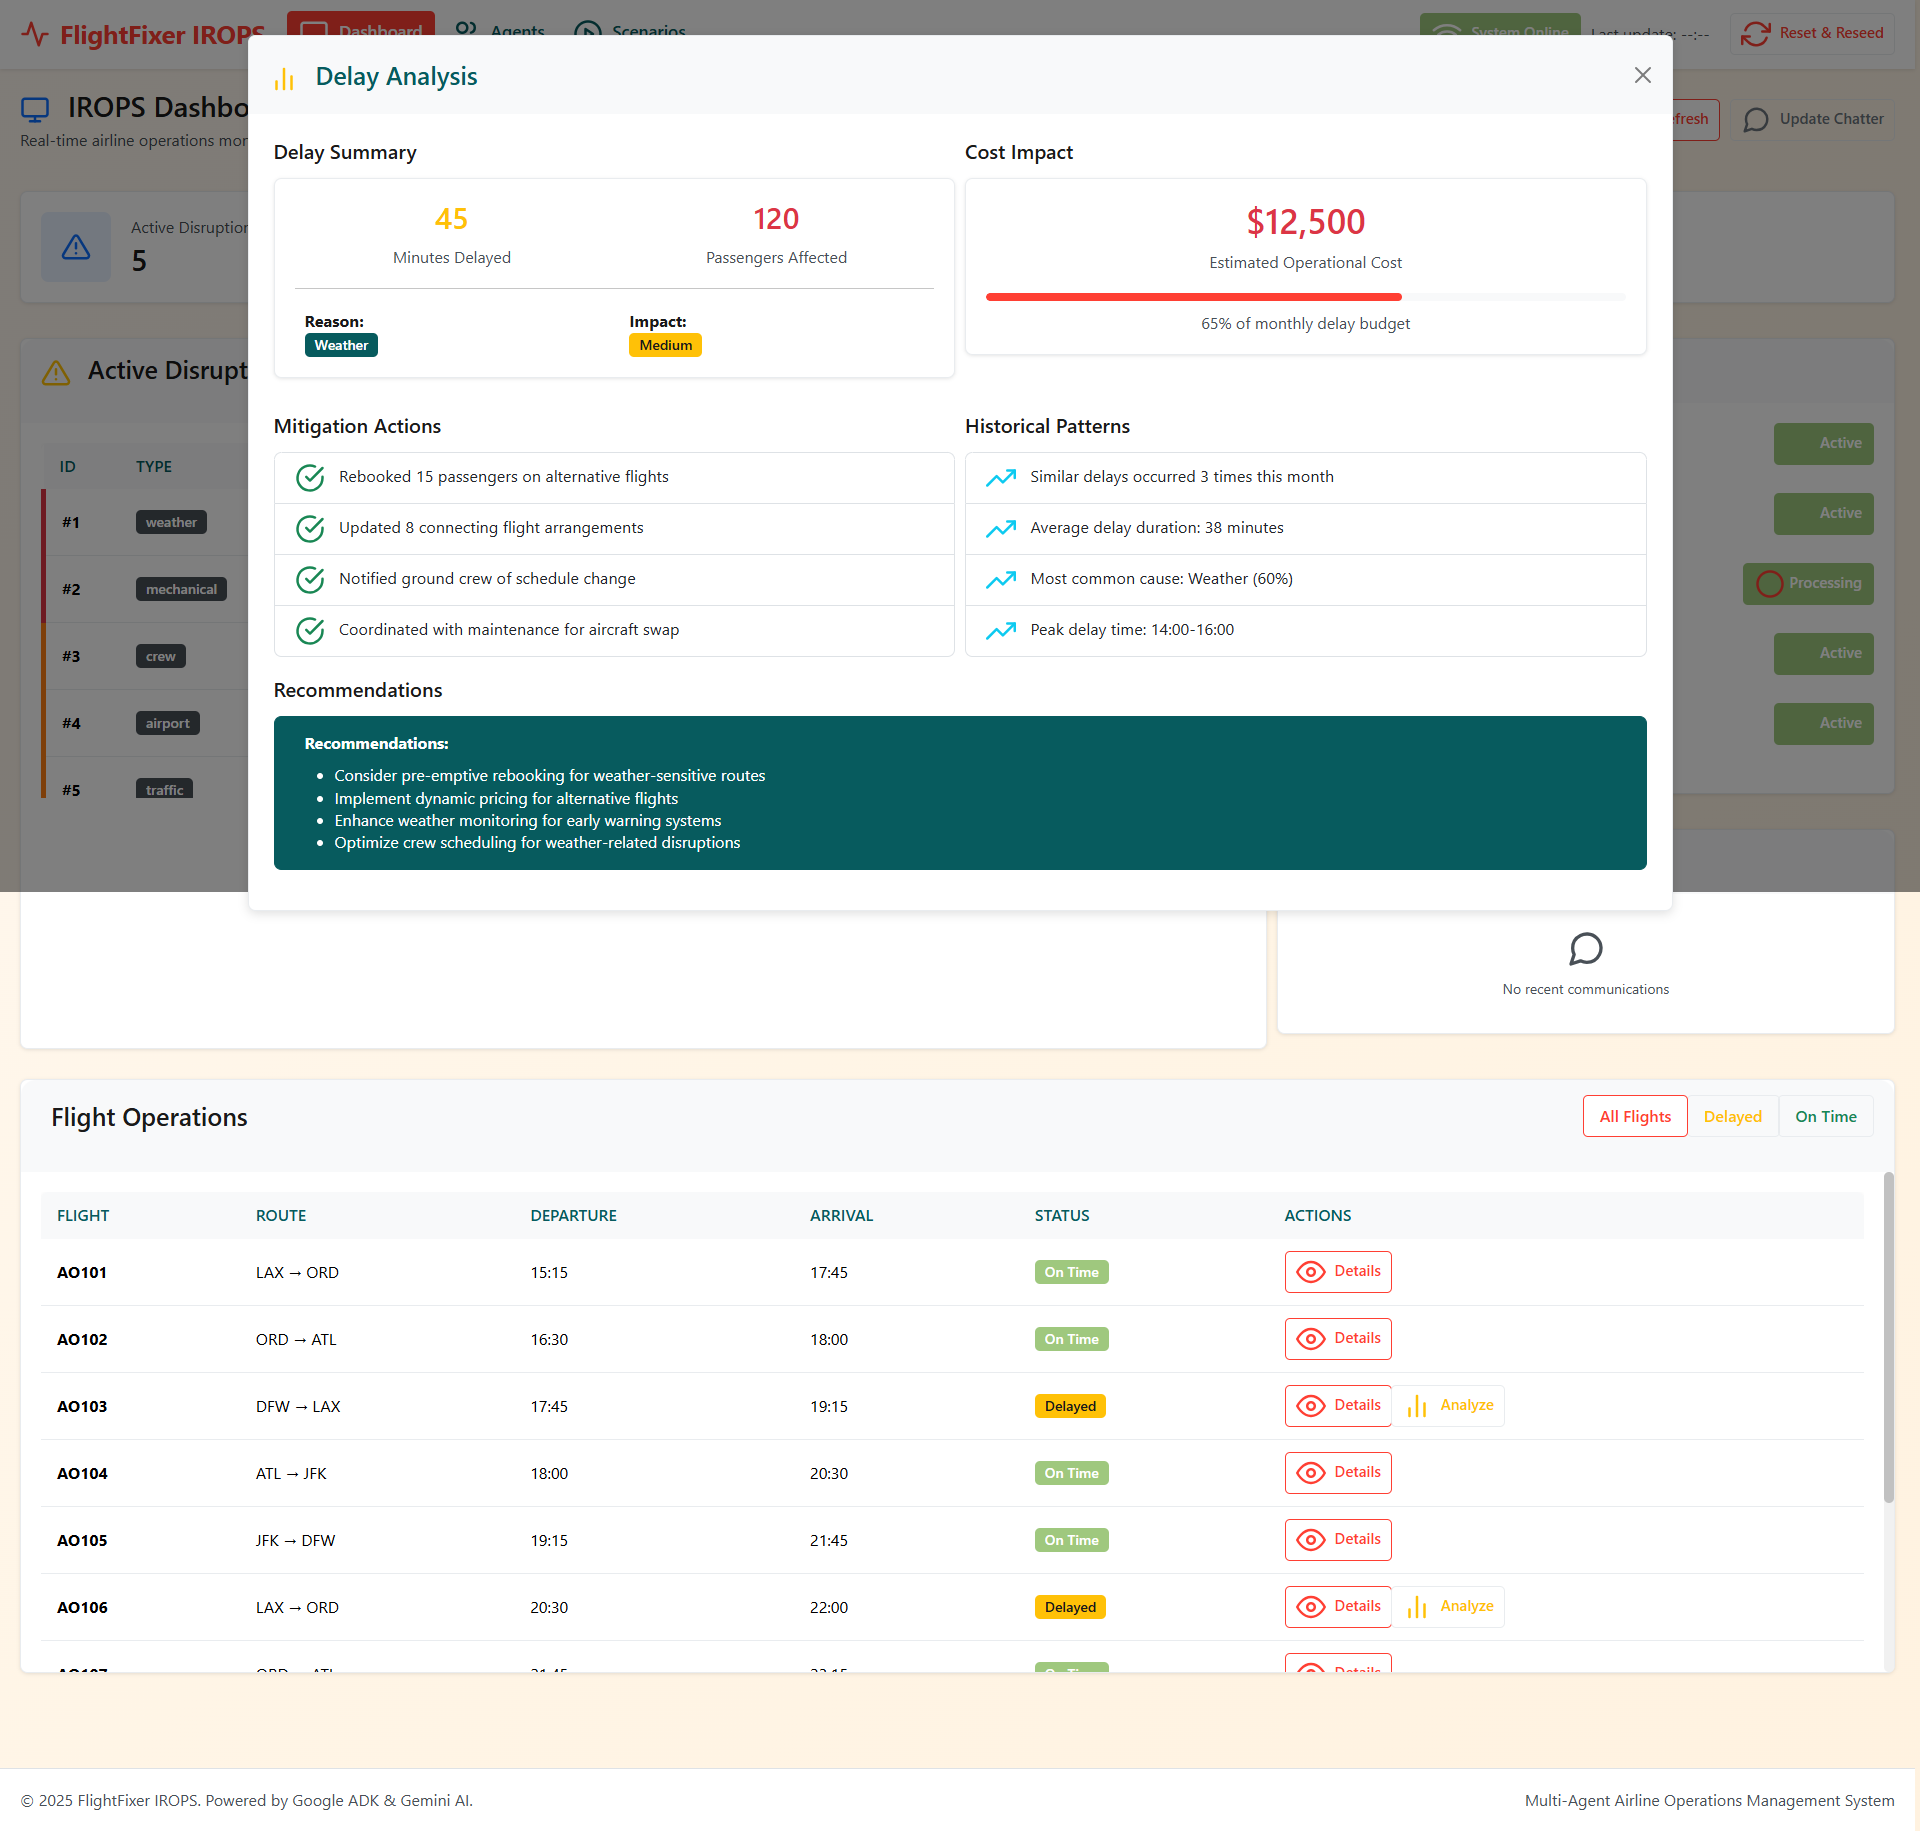 FlightFixer IROPS
Dashboard
Agents
Scenarios
System Online
Last update: --:--
Reset & Reseed
Delay Analysis
IROPS
Real-time airline operations
Update Chatter
Active
5
Delay Summary
45
Minutes Delayed
120
Passengers Affected
Reason:
Weather
Impact:
Medium
Cost Impact
$12,500
Estimated Operational Cost
65% of monthly delay budget
Active
ID
TYPE
#1
weather
Active
#2
mechanical
Active
#3
crew
Processing
#4
airport
Active
#5
traffic
Active
Mitigation Actions
Rebooked 15 passengers on alternative flights
Updated 8 connecting flight arrangements
Notified ground crew of schedule change
Coordinated with maintenance for aircraft swap
Historical Patterns
Similar delays occurred 3 times this month
Average delay duration: 38 minutes
Most common cause: Weather (60%)
Peak delay time: 14:00-16:00
Recommendations
Recommendations:
Consider pre-emptive rebooking for weather-sensitive routes
Implement dynamic pricing for alternative flights
Enhance weather monitoring for early warning systems
Optimize crew scheduling for weather-related disruptions
No recent communications
Flight Operations
All Flights
Delayed
On Time
FLIGHT ROUTE DEPARTURE ARRIVAL STATUS ACTIONS
AO101 LAX → ORD 15:15 17:45 On Time Details
AO102 ORD → ATL 16:30 18:00 On Time Details
AO103 DFW → LAX 17:45 19:15 Delayed Details Analyze
AO104 ATL → JFK 18:00 20:30 On Time Details
AO105 JFK → DFW 19:15 21:45 On Time Details
AO106 LAX → ORD 20:30 22:00 Delayed Details Analyze
© 2025 FlightFixer IROPS. Powered by Google ADK & Gemini AI.
Multi-Agent Airline Operations Management System